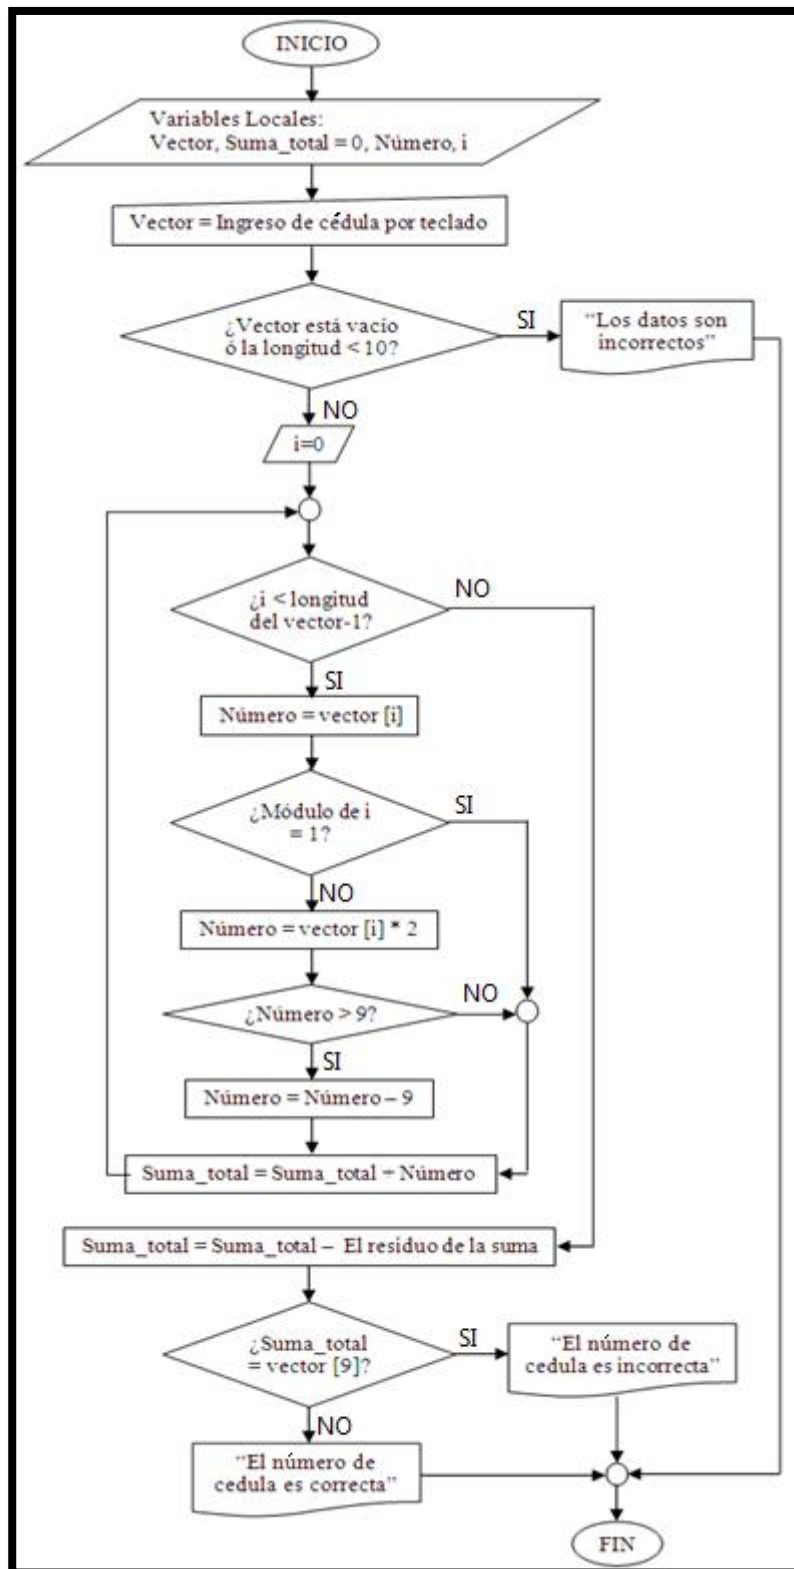 INICIO
Variables Locales:
Vector, Suma_total = 0, Número, i
Vector = Ingreso de cédula por teclado
¿Vector está vacío
ó la longitud < 10?
SI
“Los datos son
incorrectos”
NO
i=0
¿i < longitud
del vector-1?
NO
SI
Número = vector [i]
¿Módulo de i
= 1?
SI
NO
Número = vector [i] * 2
¿Número > 9?
NO
SI
Número = Número – 9
Suma_total = Suma_total + Número
Suma_total = Suma_total – El residuo de la suma
¿Suma_total
= vector [9]?
SI
“El número de
cedula es incorrecta”
NO
“El número de
cedula es correcta”
FIN